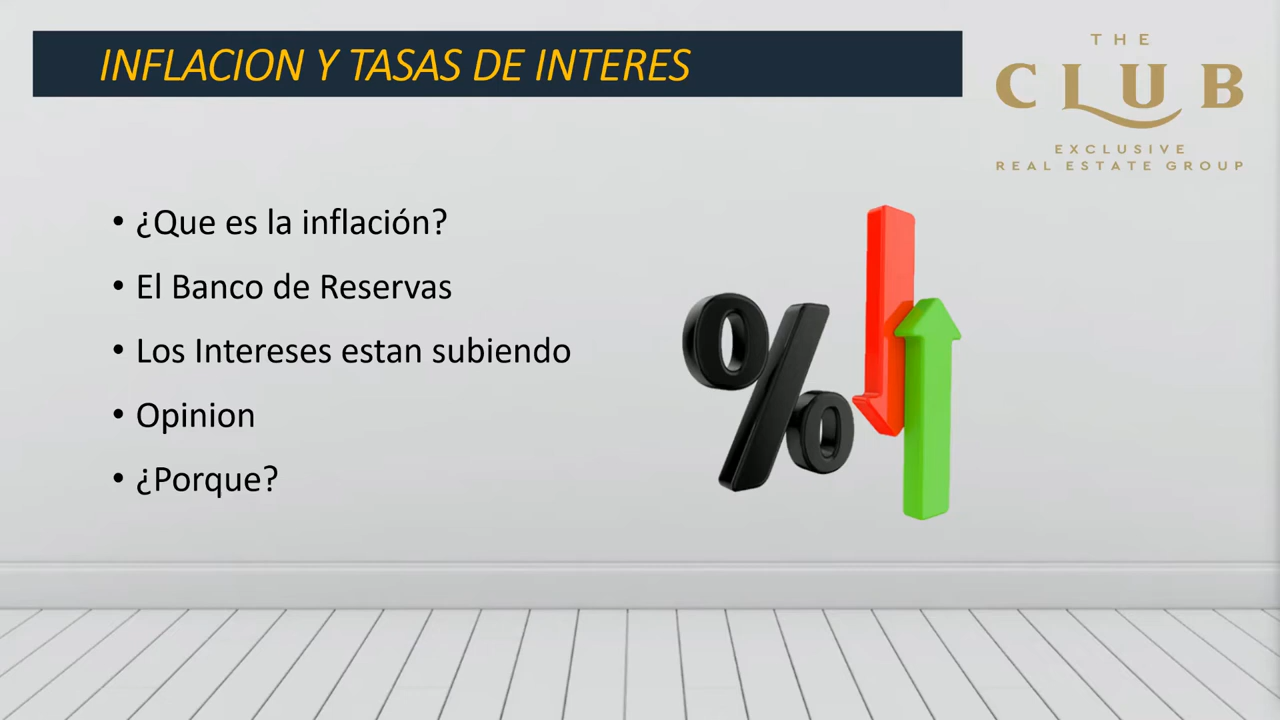 INFLACION Y TASAS DE INTERES
THE
CLUB
EXCLUSIVE
REAL ESTATE GROUP
• ¿Que es la inflación?
• El Banco de Reservas
• Los Intereses estan subiendo
• Opinion
• ¿Porque?
%